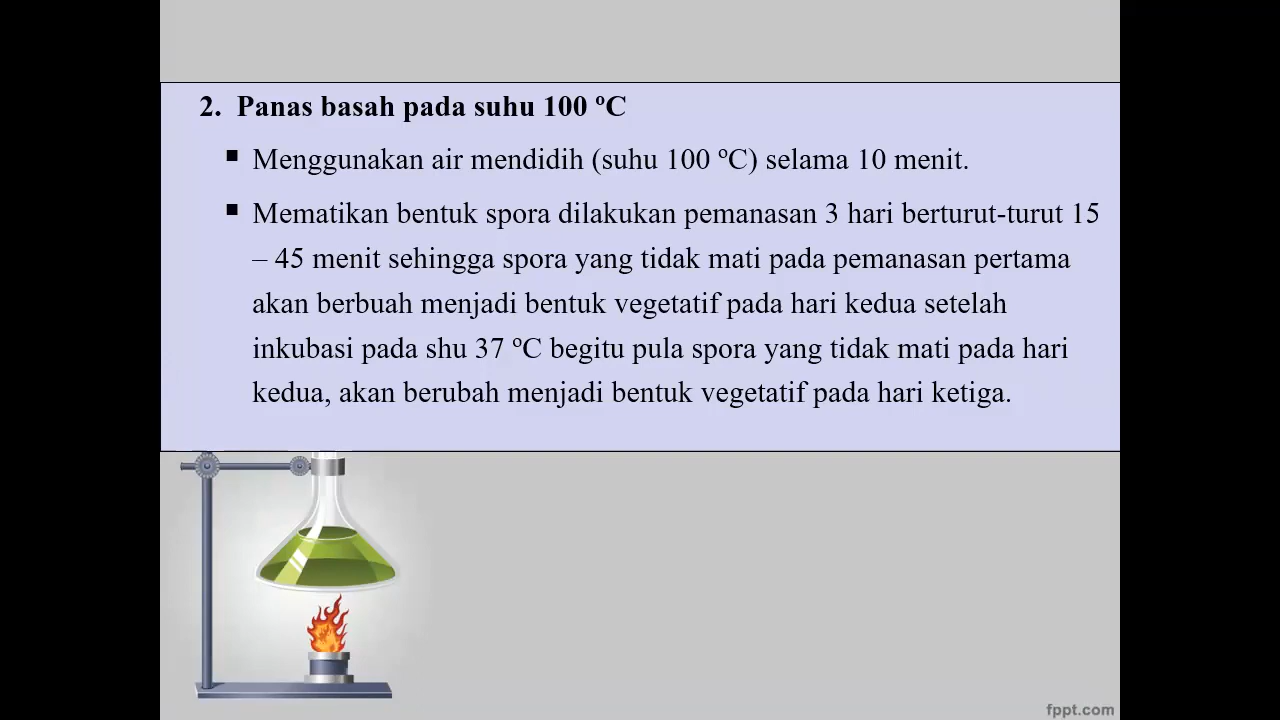 2. Panas basah pada suhu 100 ºC
▪ Menggunakan air mendidih (suhu 100 ºC) selama 10 menit.
▪ Mematikan bentuk spora dilakukan pemanasan 3 hari berturut-turut 15
– 45 menit sehingga spora yang tidak mati pada pemanasan pertama
akan berbuah menjadi bentuk vegetatif pada hari kedua setelah
inkubasi pada shu 37 ºC begitu pula spora yang tidak mati pada hari
kedua, akan berubah menjadi bentuk vegetatif pada hari ketiga.
fppt.com